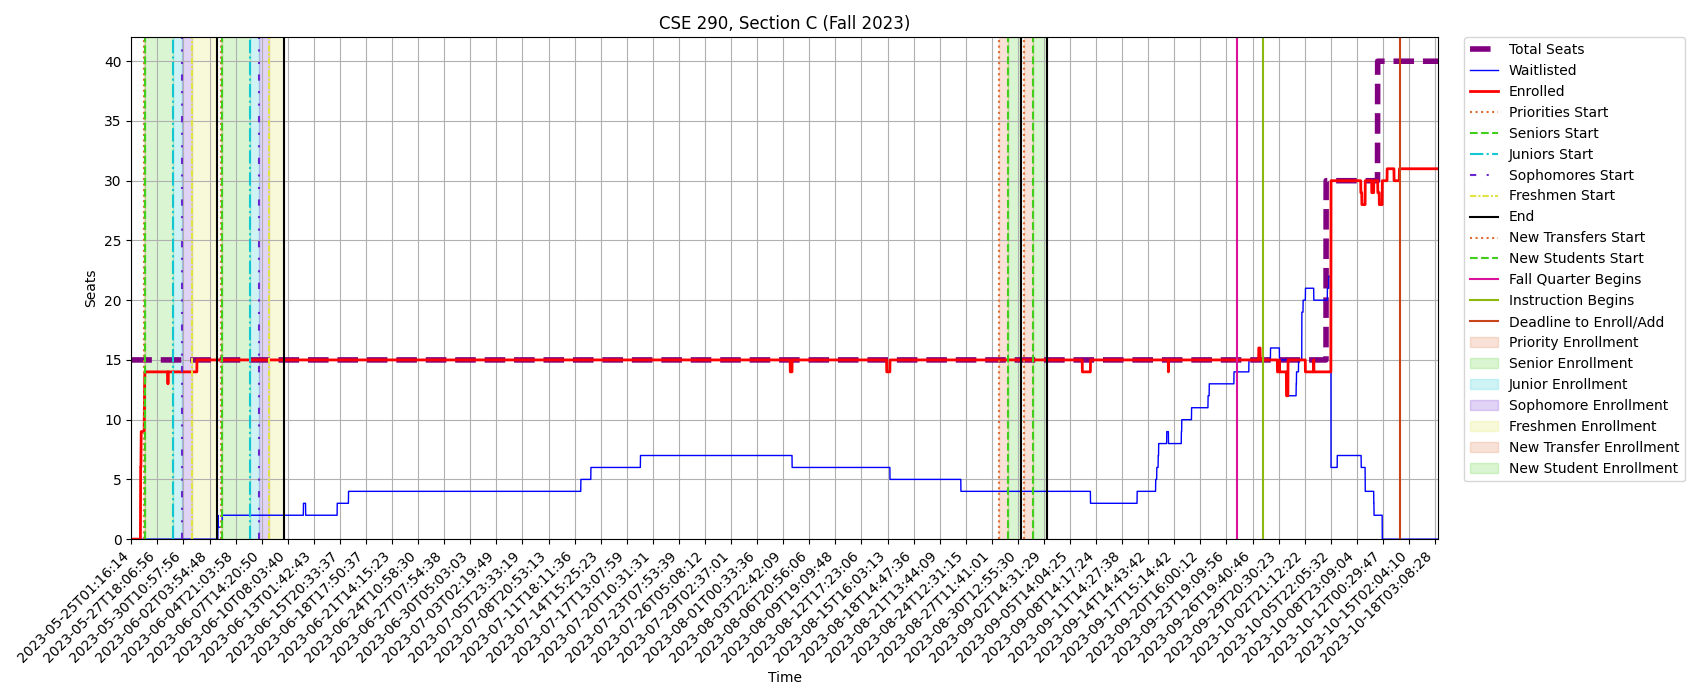 CSE 290, Section C (Fall 2023)
Seats
40
35
30
25
20
15
10
5
0
2023-05-25T01:16:14
2023-05-27T18:06:56
2023-05-30T10:57:56
2023-06-02T03:54:48
2023-06-04T21:03:58
2023-06-07T14:20:50
2023-06-10T08:03:40
2023-06-13T01:42:43
2023-06-15T20:33:37
2023-06-18T17:50:37
2023-06-21T14:15:23
2023-06-24T10:58:30
2023-06-27T07:54:38
2023-06-30T05:03:03
2023-07-03T02:19:49
2023-07-05T23:33:19
2023-07-08T20:53:13
2023-07-11T18:11:36
2023-07-14T15:25:23
2023-07-17T13:07:59
2023-07-20T10:31:31
2023-07-23T07:53:39
2023-07-26T05:08:12
2023-07-29T02:37:01
2023-08-01T00:33:36
2023-08-03T22:42:09
2023-08-06T20:56:06
2023-08-09T19:09:48
2023-08-12T17:23:06
2023-08-15T16:03:13
2023-08-18T14:47:36
2023-08-21T13:44:09
2023-08-24T12:31:15
2023-08-27T11:41:01
2023-08-30T12:55:30
2023-09-02T14:31:29
2023-09-05T14:04:25
2023-09-08T14:17:24
2023-09-11T14:27:38
2023-09-14T14:43:42
2023-09-17T15:14:42
2023-09-20T16:00:12
2023-09-23T19:09:56
2023-09-26T19:40:46
2023-09-29T20:30:23
2023-10-02T21:12:22
2023-10-05T22:05:32
2023-10-08T23:09:04
2023-10-12T00:29:47
2023-10-15T02:04:10
2023-10-18T03:08:28
Time
Total Seats
Waitlisted
Enrolled
Priorities Start
Seniors Start
Juniors Start
Sophomores Start
Freshmen Start
End
New Transfers Start
New Students Start
Fall Quarter Begins
Instruction Begins
Deadline to Enroll/Add
Priority Enrollment
Senior Enrollment
Junior Enrollment
Sophomore Enrollment
Freshmen Enrollment
New Transfer Enrollment
New Student Enrollment